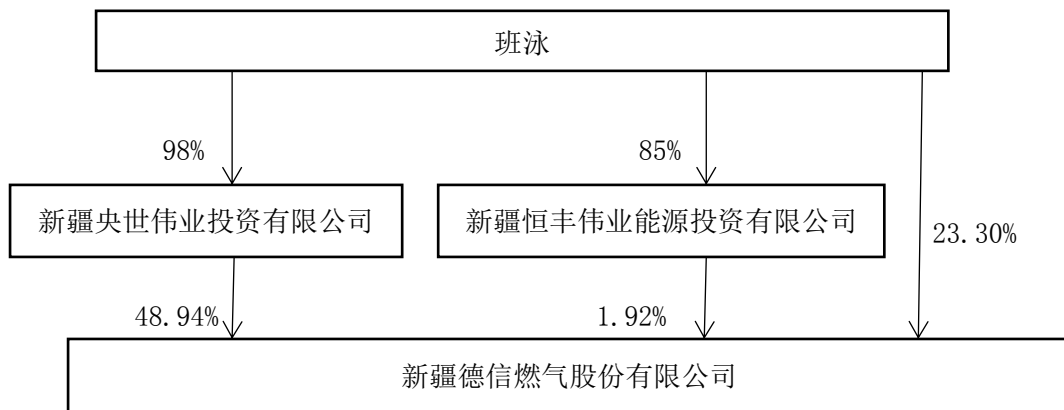 班泳
98%
85%
新疆央世伟业投资有限公司
新疆恒丰伟业能源投资有限公司
23.30%
48.94%
1.92%
新疆德信燃气股份有限公司